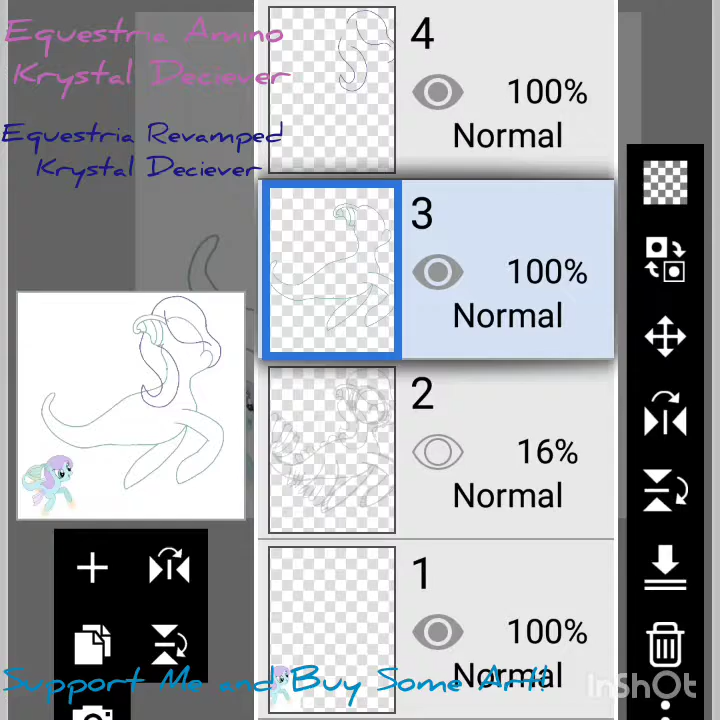 Equestria Amino
Krystal Deciever
Equestria Revamped
Krystal Deciever
4
100%
Normal
3
100%
Normal
2
16%
Normal
1
100%
Normal
Support Me and Buy Some Art!
InShOt